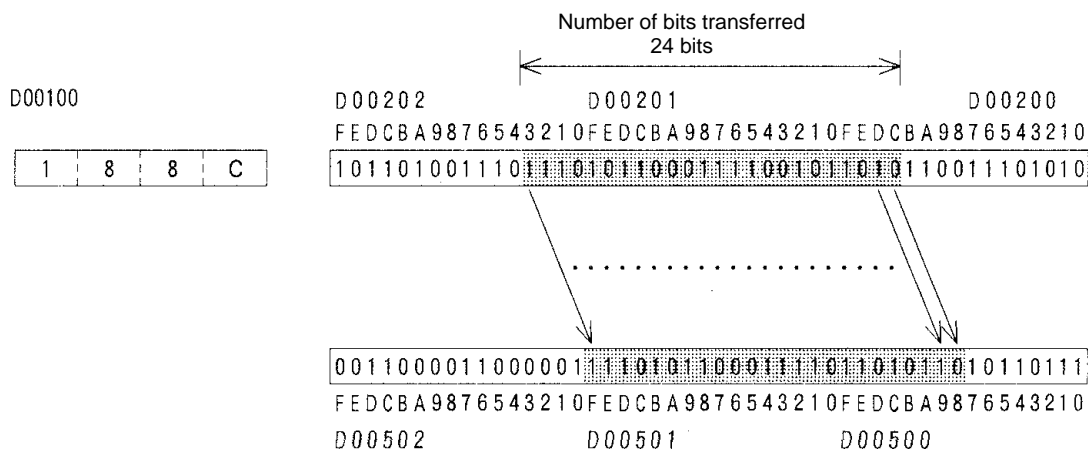 Number of bits transferred
24 bits
D00100
D00202 D00201 D00200
FEDCBA9876543210FEDCBA9876543210FEDCBA9876543210
1 8 8 C
101101001110111010110001111001011010110011101010
001100001100000111101011000111101101011010110111
FEDCBA9876543210FEDCBA9876543210FEDCBA9876543210
D00502 D00501 D00500